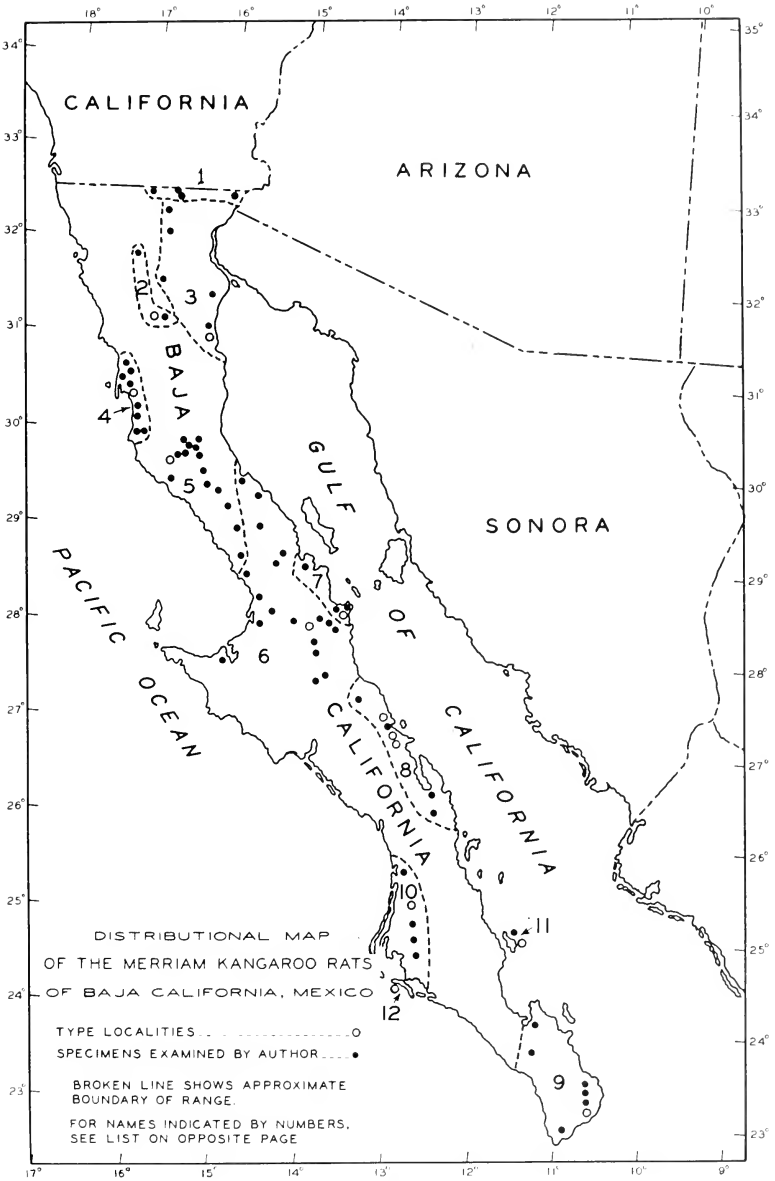 18° 17° 16° 15° 14° 13° 12° 11° 10°
34° 35°
CALIFORNIA
33° 34°
1
ARIZONA
32° 33°
2
3
31° 32°
BAJA
4
30° 31°
GULF
5
29° 30°
SONORA
PACIFIC
7
28° 29°
OF
6
OCEAN
27° 28°
CALIFORNIA
CALIFORNIA
8
26° 27°
25° 26°
10
11
DISTRIBUTIONAL MAP
OF THE MERRIAM KANGAROO RATS
OF BAJA CALIFORNIA, MEXICO
24° 25°
12
TYPE LOCALITIES
SPECIMENS EXAMINED BY AUTHOR
24°
9
BROKEN LINE SHOWS APPROXIMATE
BOUNDARY OF RANGE.
23°
FOR NAMES INDICATED BY NUMBERS,
SEE LIST ON OPPOSITE PAGE
23°
17° 16° 15° 14° 13° 12° 11° 10° 9°